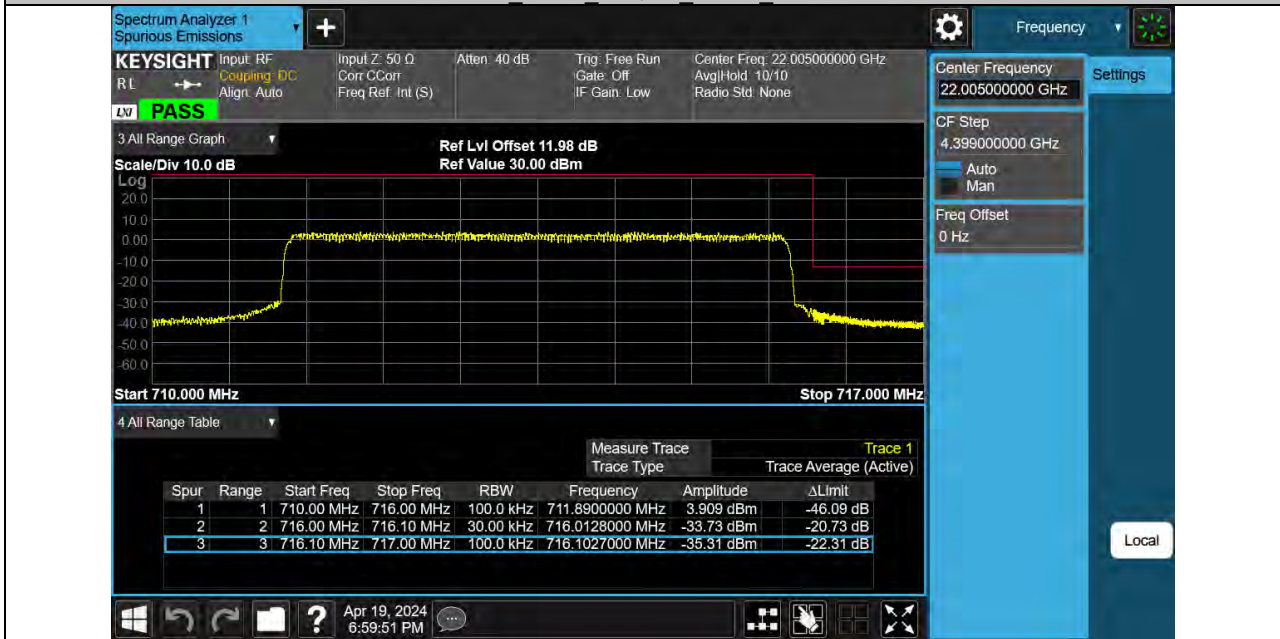 Spectrum Analyzer 1
Spurious Emissions
Frequency
KEYSIGHT
RL
LXI PASS
Input: RF
Coupling: DC
Align: Auto
Input Z: 50 Ω
Corr CCorr
Freq Ref: Int (S)
Atten: 40 dB
Trig: Free Run
Gate: Off
IF Gain: Low
Center Freq: 22.005000000 GHz
Avg|Hold: 10/10
Radio Std: None
Center Frequency
22.005000000 GHz
Settings
CF Step
4.399000000 GHz
Auto
Man
Freq Offset
0 Hz
3 All Range Graph
Ref Lvl Offset 11.98 dB
Scale/Div 10.0 dB
Ref Value 30.00 dBm
Log
20.0
10.0
0.00
-10.0
-20.0
-30.0
-40.0
-50.0
-60.0
Start 710.000 MHz
Stop 717.000 MHz
4 All Range Table
Measure Trace Trace 1
Trace Type Trace Average (Active)
Spur Range Start Freq Stop Freq RBW Frequency Amplitude ΔLimit
1 1 710.00 MHz 716.00 MHz 100.0 kHz 711.8900000 MHz 3.909 dBm -46.09 dB
2 2 716.00 MHz 716.10 MHz 30.00 kHz 716.0128000 MHz -33.73 dBm -20.73 dB
3 3 716.10 MHz 717.00 MHz 100.0 kHz 716.1027000 MHz -35.31 dBm -22.31 dB
Local
?
Apr 19, 2024
6:59:51 PM